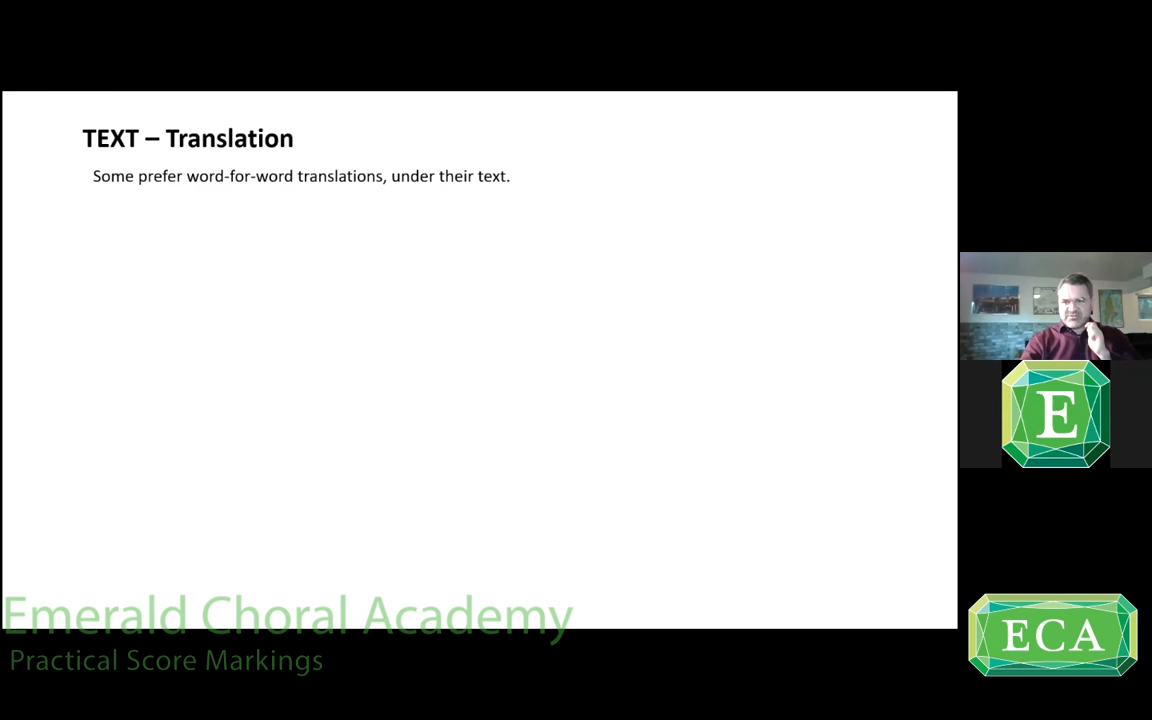 TEXT – Translation
Some prefer word-for-word translations, under their text.
E
Emerald Choral Academy
Practical Score Markings
ECA